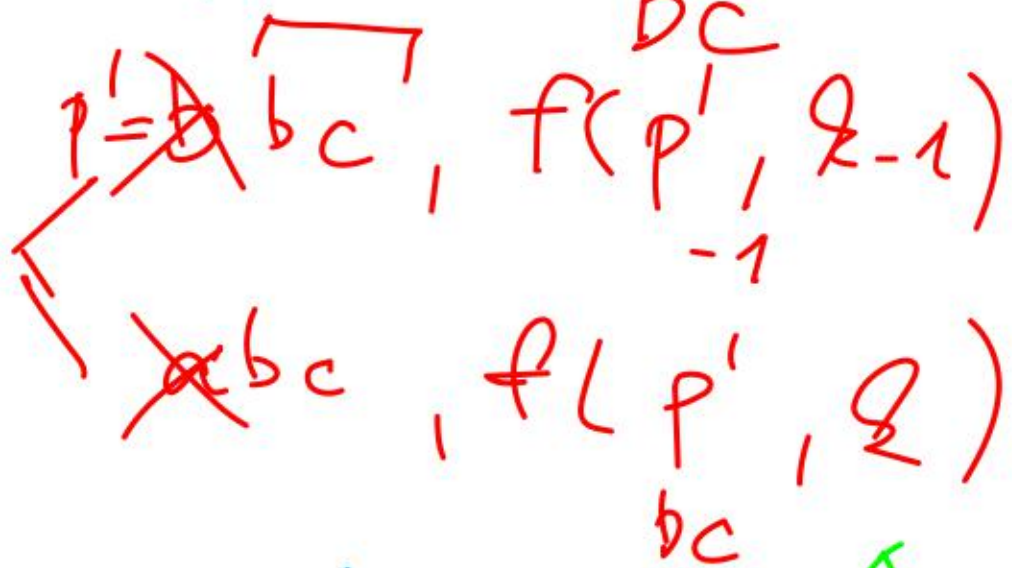 bc
p' = b bc , f(p', k-1)
-1
abc , f(p', k)
bc